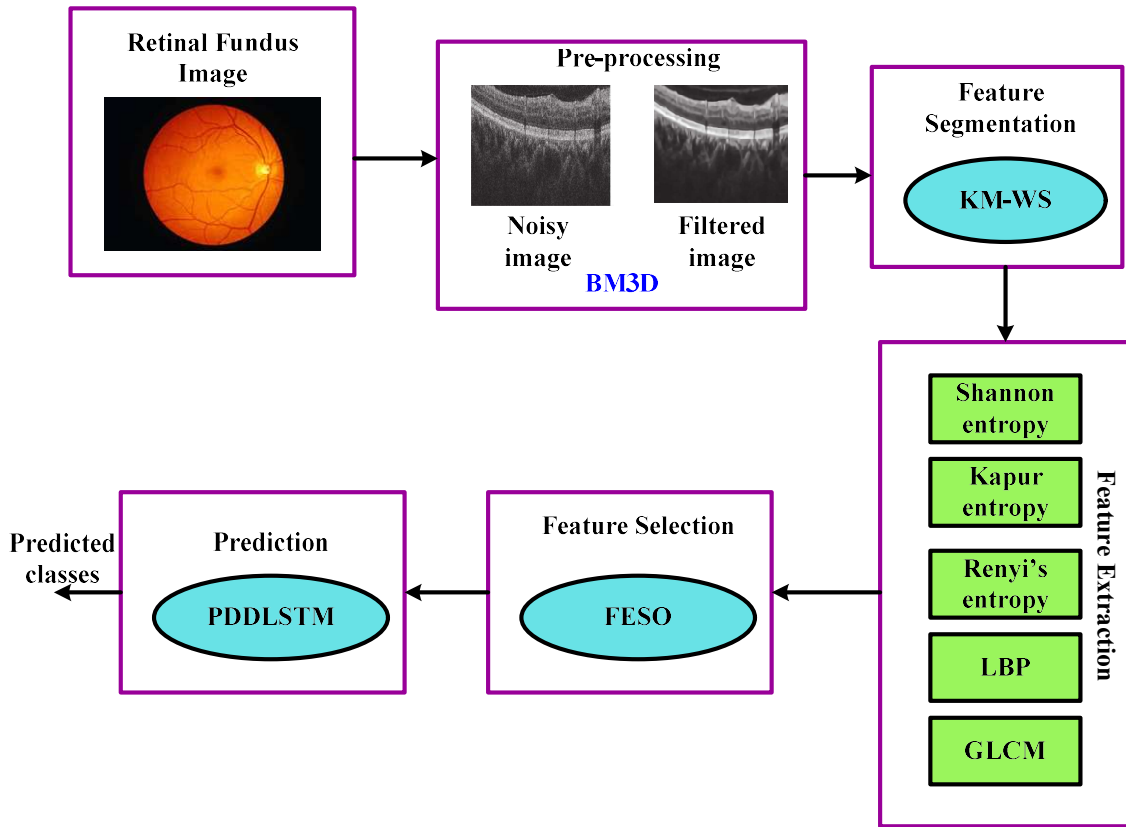 Retinal Fundus
Image
Pre-processing
Noisy
image
Filtered
image
BM3D
Feature
Segmentation
KM-WS
Shannon
entropy
Kapur
entropy
Renyi's
entropy
LBP
GLCM
Feature Extraction
Feature Selection
FESO
Prediction
PDDLSTM
Predicted
classes